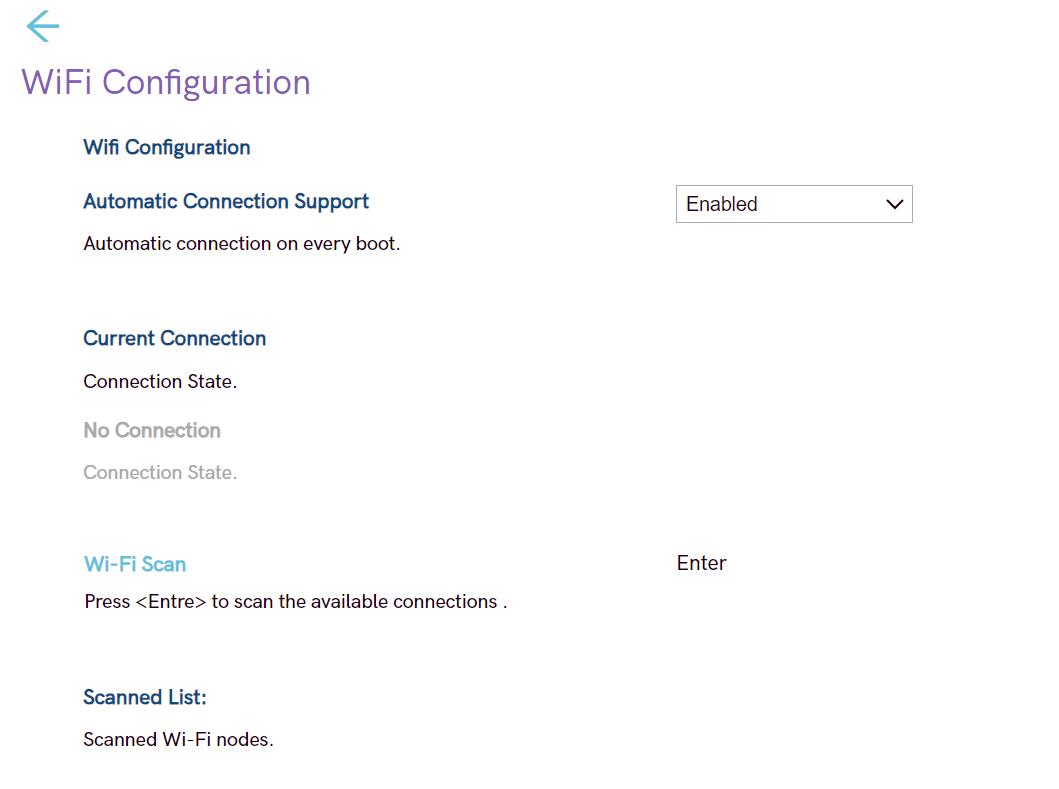 WiFi Configuration
Wifi Configuration
Automatic Connection Support
Enabled
Automatic connection on every boot.
Current Connection
Connection State.
No Connection
Connection State.
Wi-Fi Scan
Enter
Press <Entre> to scan the available connections .
Scanned List:
Scanned Wi-Fi nodes.